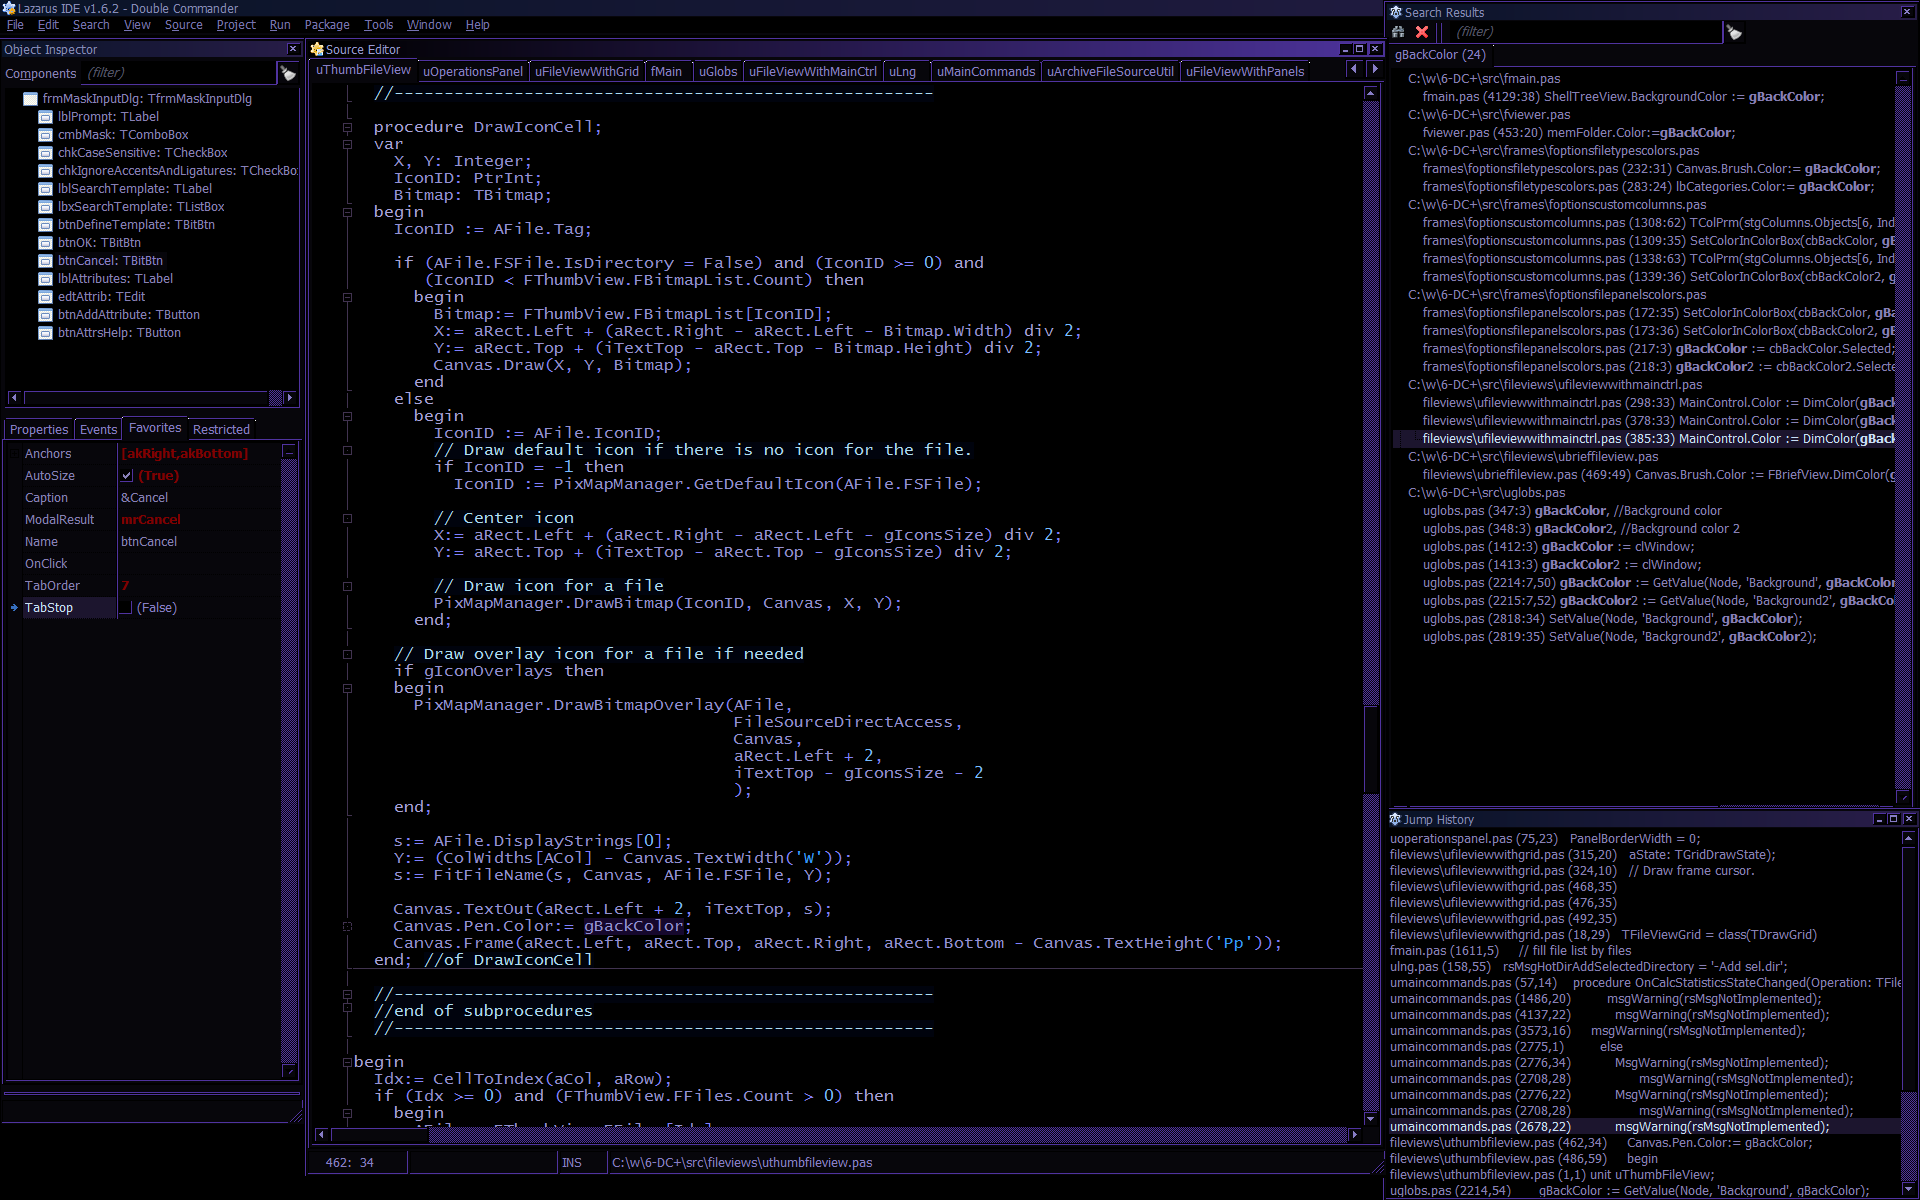 Lazarus IDE v1.6.2 - Double Commander
File Edit Search View Source Project Run Package Tools Window Help
Object Inspector
Components (filter)
frmMaskInputDlg: TfrmMaskInputDlg
lblPrompt: TLabel
cmbMask: TComboBox
chkCaseSensitive: TCheckBox
chkIgnoreAccentsAndLigatures: TCheckBo
lblSearchTemplate: TLabel
lbxSearchTemplate: TListBox
btnDefineTemplate: TBitBtn
btnOK: TBitBtn
btnCancel: TBitBtn
lblAttributes: TLabel
edtAttrib: TEdit
btnAddAttribute: TButton
btnAttrsHelp: TButton
Properties Events Favorites Restricted
Anchors [akRight,akBottom]
AutoSize (True)
Caption &Cancel
ModalResult mrCancel
Name btnCancel
OnClick
TabOrder 7
TabStop (False)
Source Editor
uThumbFileView uOperationsPanel uFileViewWithGrid fMain uGlobs uFileViewWithMainCtrl uLng uMainCommands uArchiveFileSourceUtil uFileViewWithPanels
//------------------------------------------------------
procedure DrawIconCell;
var
X, Y: Integer;
IconID: PtrInt;
Bitmap: TBitmap;
begin
IconID := AFile.Tag;
if (AFile.FSFile.IsDirectory = False) and (IconID >= 0) and
(IconID < FThumbView.FBitmapList.Count) then
begin
Bitmap:= FThumbView.FBitmapList[IconID];
X:= aRect.Left + (aRect.Right - aRect.Left - Bitmap.Width) div 2;
Y:= aRect.Top + (iTextTop - aRect.Top - Bitmap.Height) div 2;
Canvas.Draw(X, Y, Bitmap);
end
else
begin
IconID := AFile.IconID;
// Draw default icon if there is no icon for the file.
if IconID = -1 then
IconID := PixMapManager.GetDefaultIcon(AFile.FSFile);
// Center icon
X:= aRect.Left + (aRect.Right - aRect.Left - gIconsSize) div 2;
Y:= aRect.Top + (iTextTop - aRect.Top - gIconsSize) div 2;
// Draw icon for a file
PixMapManager.DrawBitmap(IconID, Canvas, X, Y);
end;
// Draw overlay icon for a file if needed
if gIconOverlays then
begin
PixMapManager.DrawBitmapOverlay(AFile,
FileSourceDirectAccess,
Canvas,
aRect.Left + 2,
iTextTop - gIconsSize - 2
);
end;
s:= AFile.DisplayStrings[0];
Y:= (ColWidths[ACol] - Canvas.TextWidth('W'));
s:= FitFileName(s, Canvas, AFile.FSFile, Y);
Canvas.TextOut(aRect.Left + 2, iTextTop, s);
Canvas.Pen.Color:= gBackColor;
Canvas.Frame(aRect.Left, aRect.Top, aRect.Right, aRect.Bottom - Canvas.TextHeight('Pp'));
end; //of DrawIconCell
//------------------------------------------------------
//end of subprocedures
//------------------------------------------------------
begin
Idx:= CellToIndex(aCol, aRow);
if (Idx >= 0) and (FThumbView.FFiles.Count > 0) then
begin
462: 34 INS C:\w\6-DC+\src\fileviews\uthumbfileview.pas
Search Results
(filter)
gBackColor (24)
C:\w\6-DC+\src\fmain.pas
fmain.pas (4129:38) ShellTreeView.BackgroundColor := gBackColor;
C:\w\6-DC+\src\fviewer.pas
fviewer.pas (453:20) memFolder.Color:=gBackColor;
C:\w\6-DC+\src\frames\foptionsfiletypescolors.pas
frames\foptionsfiletypescolors.pas (232:31) Canvas.Brush.Color:= gBackColor;
frames\foptionsfiletypescolors.pas (283:24) lbCategories.Color:= gBackColor;
C:\w\6-DC+\src\frames\foptionscustomcolumns.pas
frames\foptionscustomcolumns.pas (1308:62) TColPrm(stgColumns.Objects[6, Ind
frames\foptionscustomcolumns.pas (1309:35) SetColorInColorBox(cbBackColor, gB
frames\foptionscustomcolumns.pas (1338:63) TColPrm(stgColumns.Objects[6, Ind
frames\foptionscustomcolumns.pas (1339:36) SetColorInColorBox(cbBackColor2, g
C:\w\6-DC+\src\frames\foptionsfilepanelscolors.pas
frames\foptionsfilepanelscolors.pas (172:35) SetColorInColorBox(cbBackColor, gBa
frames\foptionsfilepanelscolors.pas (173:36) SetColorInColorBox(cbBackColor2, gB
frames\foptionsfilepanelscolors.pas (217:3) gBackColor := cbBackColor.Selected;
frames\foptionsfilepanelscolors.pas (218:3) gBackColor2 := cbBackColor2.Selecte
C:\w\6-DC+\src\fileviews\ufileviewwithmainctrl.pas
fileviews\ufileviewwithmainctrl.pas (298:33) MainControl.Color := DimColor(gBack
fileviews\ufileviewwithmainctrl.pas (378:33) MainControl.Color := DimColor(gBack
fileviews\ufileviewwithmainctrl.pas (385:33) MainControl.Color := DimColor(gBack
C:\w\6-DC+\src\fileviews\ubrieffileview.pas
fileviews\ubrieffileview.pas (469:49) Canvas.Brush.Color := FBriefView.DimColor(g
C:\w\6-DC+\src\uglobs.pas
uglobs.pas (347:3) gBackColor, //Background color
uglobs.pas (348:3) gBackColor2, //Background color 2
uglobs.pas (1412:3) gBackColor := clWindow;
uglobs.pas (1413:3) gBackColor2 := clWindow;
uglobs.pas (2214:7,50) gBackColor := GetValue(Node, 'Background', gBackColor
uglobs.pas (2215:7,52) gBackColor2 := GetValue(Node, 'Background2', gBackCo
uglobs.pas (2818:34) SetValue(Node, 'Background', gBackColor);
uglobs.pas (2819:35) SetValue(Node, 'Background2', gBackColor2);
Jump History
uoperationspanel.pas (75,23) PanelBorderWidth = 0;
fileviews\ufileviewwithgrid.pas (315,20) aState: TGridDrawState);
fileviews\ufileviewwithgrid.pas (324,10) // Draw frame cursor.
fileviews\ufileviewwithgrid.pas (468,35)
fileviews\ufileviewwithgrid.pas (476,35)
fileviews\ufileviewwithgrid.pas (492,35)
fileviews\ufileviewwithgrid.pas (18,29) TFileViewGrid = class(TDrawGrid)
fmain.pas (1611,5) // fill file list by files
ulng.pas (158,55) rsMsgHotDirAddSelectedDirectory = '-Add sel.dir';
umaincommands.pas (57,14) procedure OnCalcStatisticsStateChanged(Operation: TFile
umaincommands.pas (1486,20) msgWarning(rsMsgNotImplemented);
umaincommands.pas (4137,22) msgWarning(rsMsgNotImplemented);
umaincommands.pas (3573,16) msgWarning(rsMsgNotImplemented);
umaincommands.pas (2775,1) else
umaincommands.pas (2776,34) MsgWarning(rsMsgNotImplemented);
umaincommands.pas (2708,28) msgWarning(rsMsgNotImplemented);
umaincommands.pas (2776,22) MsgWarning(rsMsgNotImplemented);
umaincommands.pas (2708,28) msgWarning(rsMsgNotImplemented);
umaincommands.pas (2678,22) msgWarning(rsMsgNotImplemented);
fileviews\uthumbfileview.pas (462,34) Canvas.Pen.Color:= gBackColor;
fileviews\uthumbfileview.pas (486,59) begin
fileviews\uthumbfileview.pas (1,1) unit uThumbFileView;
uglobs.pas (2214,54) gBackColor := GetValue(Node, 'Background', gBackColor);